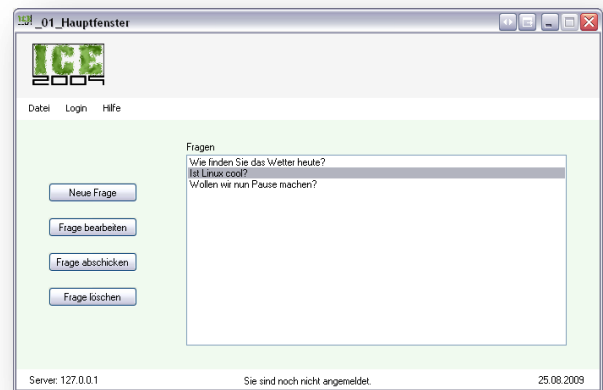 _01_Hauptfenster
ICE
2009
Datei Login Hilfe
Fragen
Wie finden Sie das Wetter heute?
Ist Linux cool?
Wollen wir nun Pause machen?
Neue Frage
Frage bearbeiten
Frage abschicken
Frage löschen
Server: 127.0.0.1 Sie sind noch nicht angemeldet. 25.08.2009